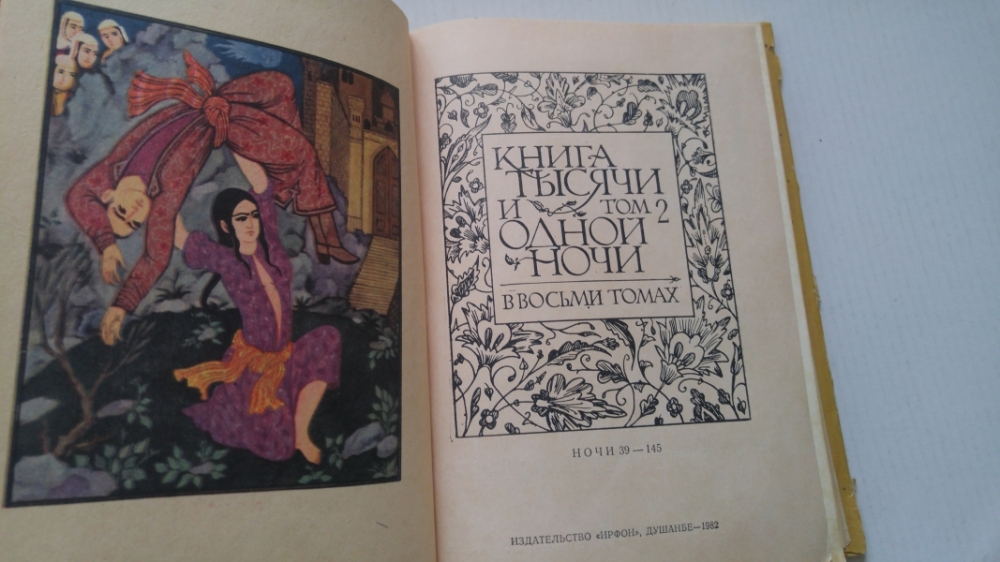 КНИГА
ТЫСЯЧИ
И ТОМ 2
ОДНОЙ
НОЧИ
В ВОСЬМИ ТОМАХ
НОЧИ 39—145
ИЗДАТЕЛЬСТВО «ИРФОН», ДУШАНБЕ—1982